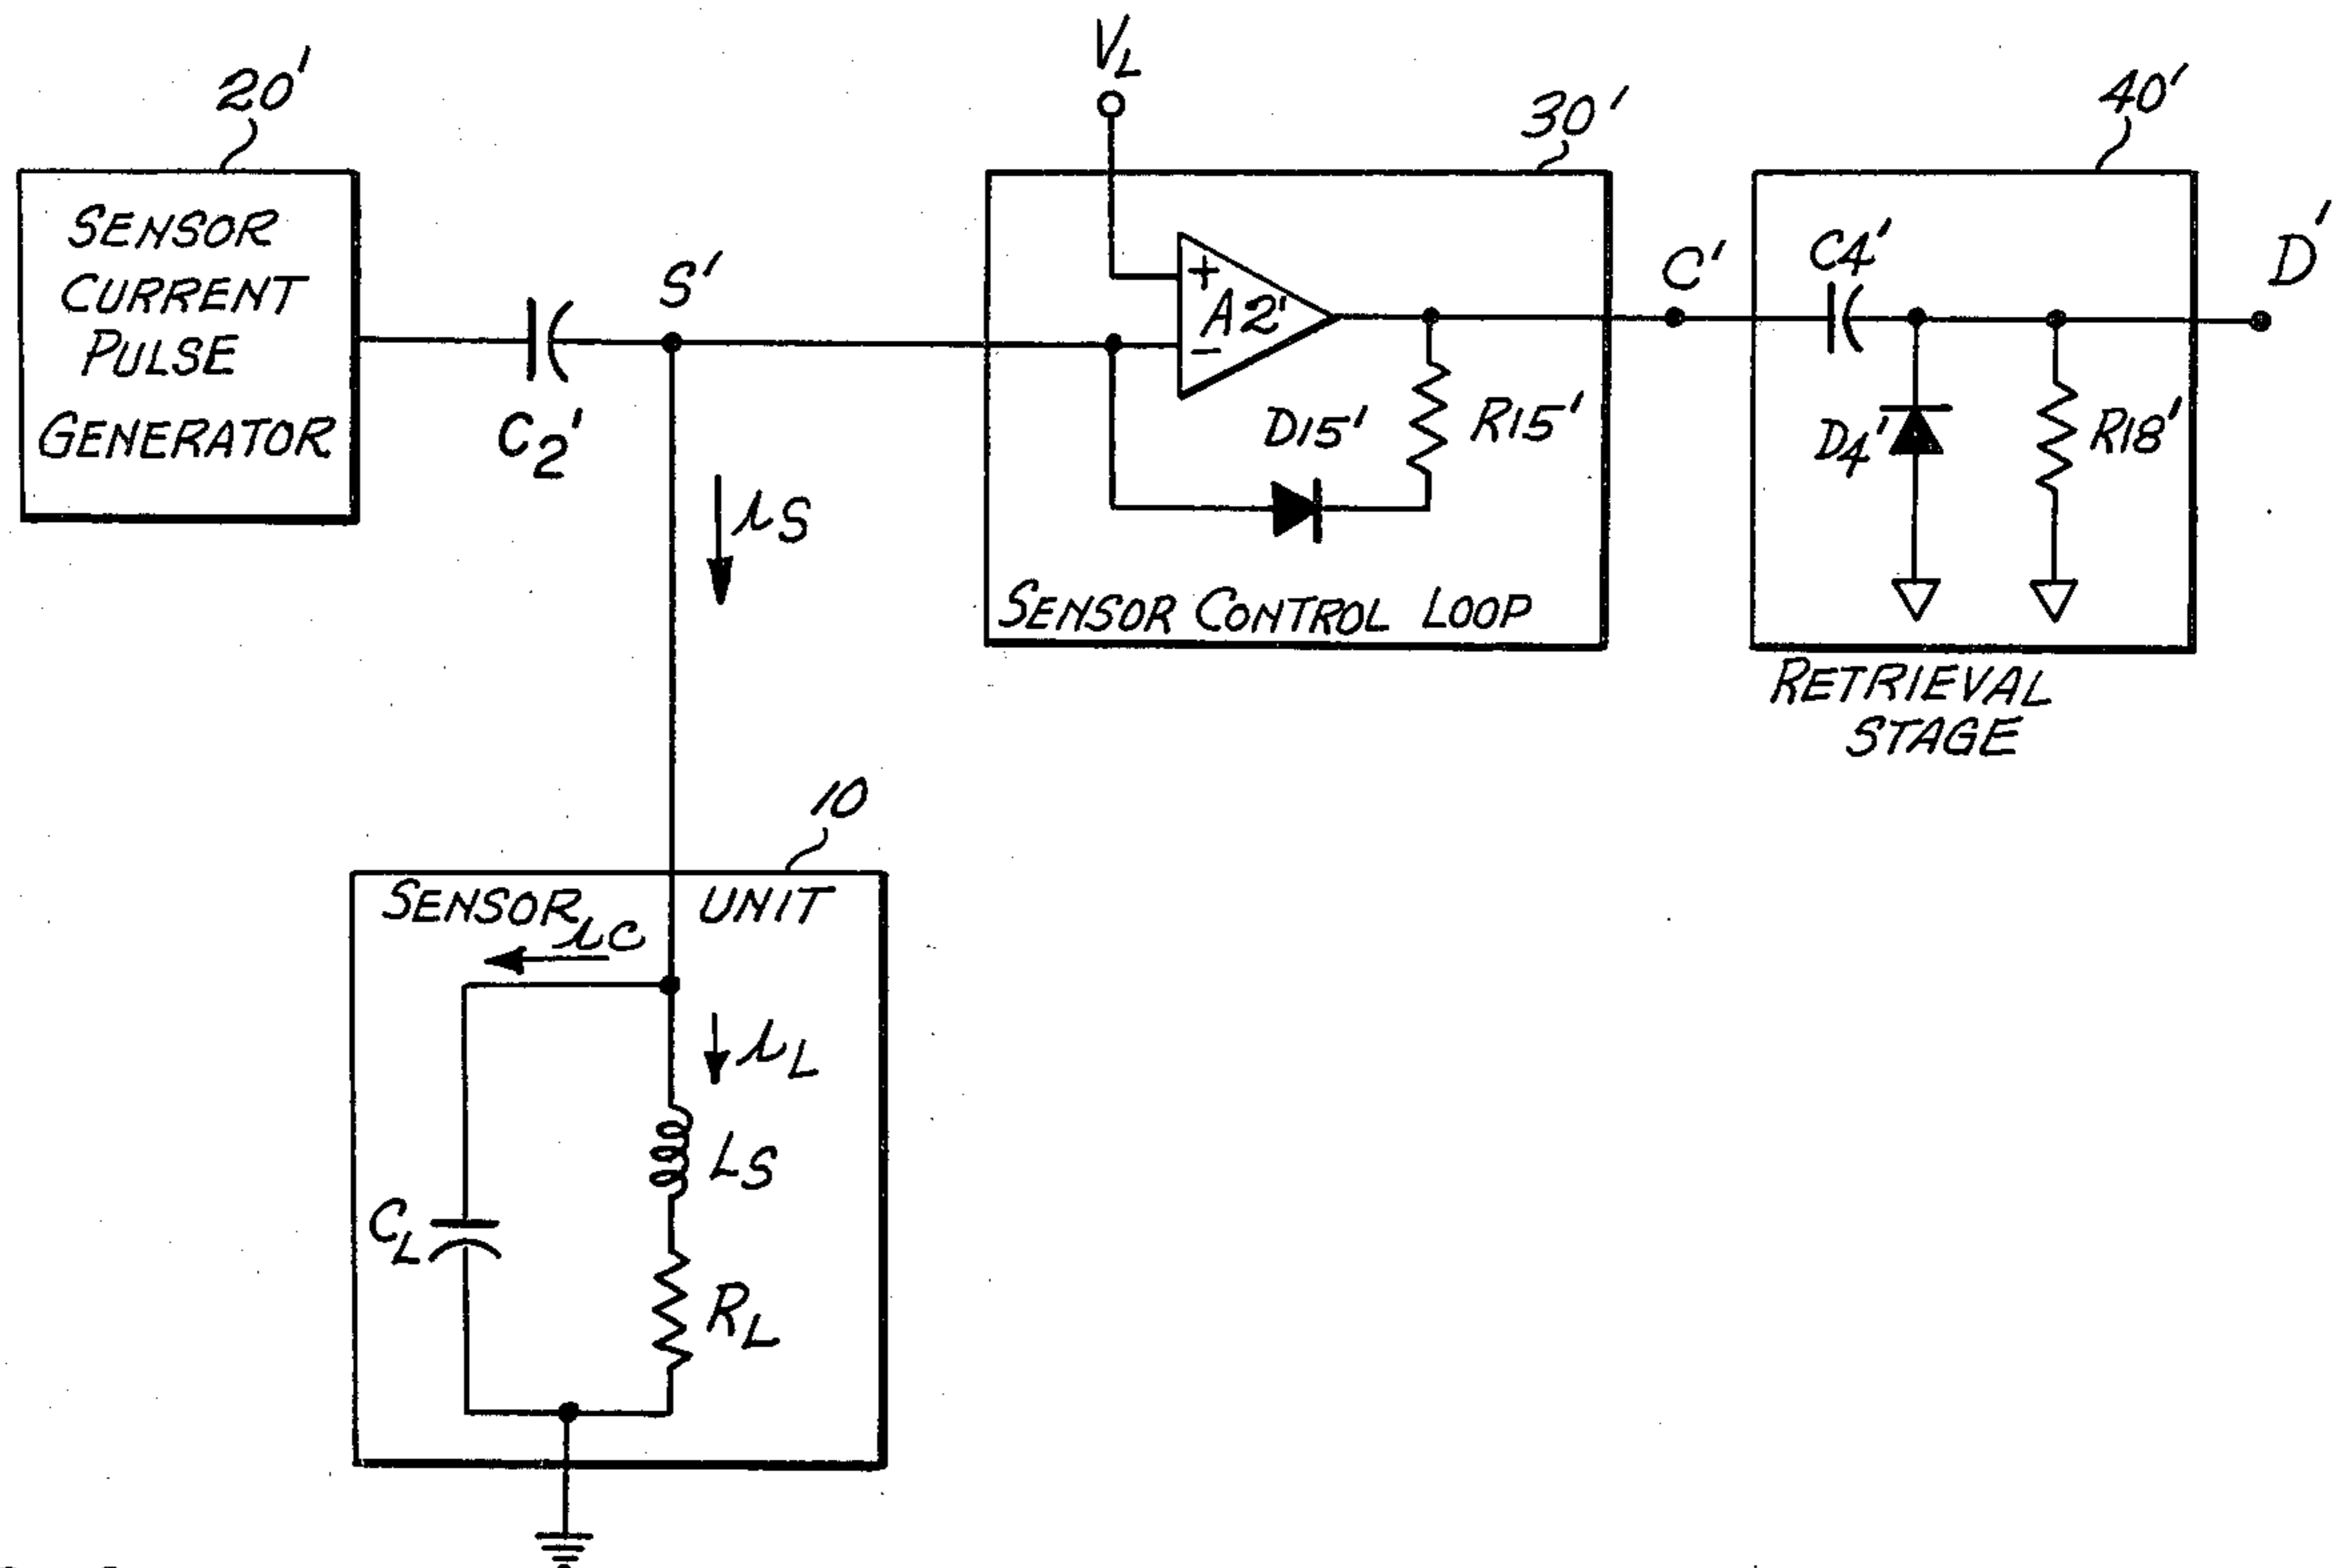 20'
SENSOR
CURRENT
PULSE
GENERATOR
C2'
S'
iS
VL
30'
+
A2'
-
D15'
R15'
SENSOR CONTROL LOOP
C'
40'
C4'
D4'
R18'
D'
RETRIEVAL
STAGE
10
SENSOR UNIT
iC
iL
LS
CL
RL